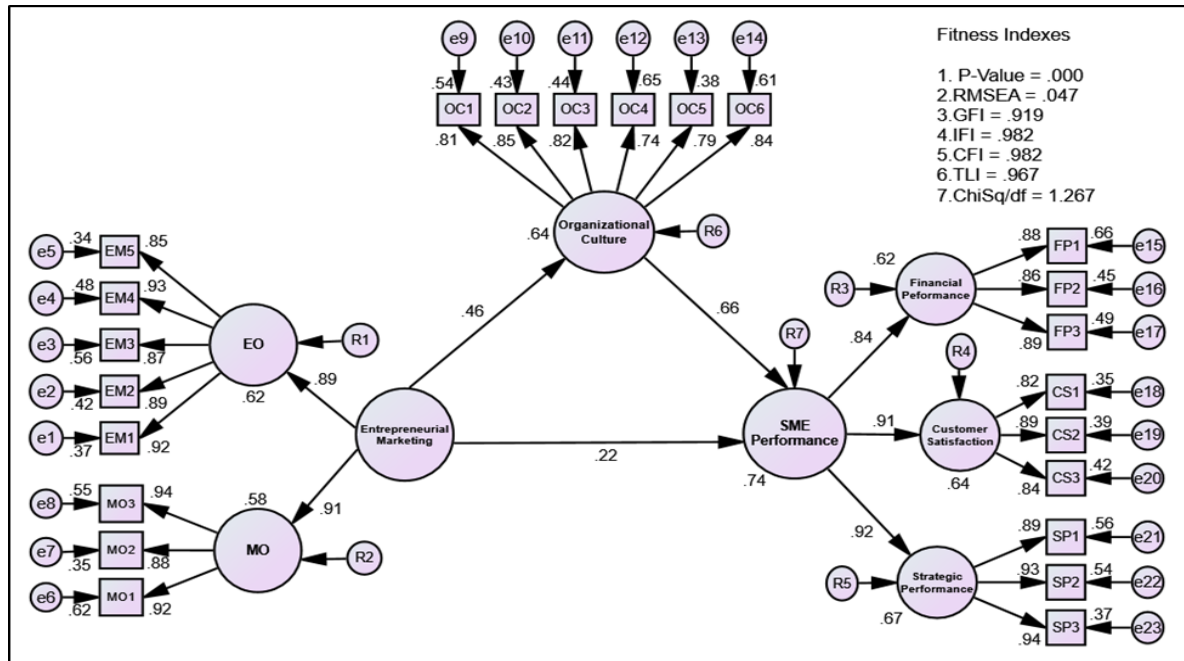 e9 e10 e11 e12 e13 e14
.54 .43 .44 .65 .38 .61
OC1 OC2 OC3 OC4 OC5 OC6
.81 .85 .82 .74 .79 .84
Organizational
Culture
.64
R6
Fitness Indexes
1. P-Value = .000
2.RMSEA = .047
3.GFI = .919
4.IFI = .982
5.CFI = .982
6.TLI = .967
7.ChiSq/df = 1.267
e5 .34 EM5 .85
e4 .48 EM4 .93
e3 .56 EM3 .87
e2 .42 EM2 .89
e1 .37 EM1 .92
EO
.62
R1
.89
.46
Entrepreneurial
Marketing
.22
.91
e8 .55 MO3 .94
e7 .35 MO2 .88
e6 .62 MO1 .92
.58
MO
R2
.66
R7
SME
Performance
.74
.84
.91
.92
R3
.62
Financial
Peformance
.88 FP1 .66 e15
.86 FP2 .45 e16
.89 FP3 .49 e17
R4
Customer
Satisfaction
.64
.82 CS1 .35 e18
.89 CS2 .39 e19
.84 CS3 .42 e20
R5
Strategic
Performance
.67
.89 SP1 .56 e21
.93 SP2 .54 e22
.94 SP3 .37 e23